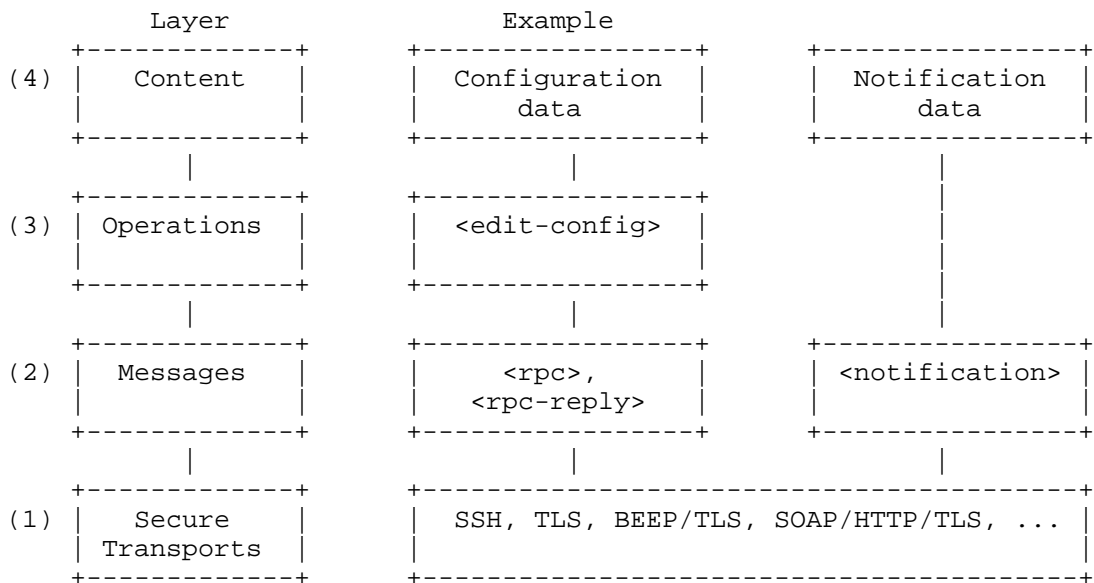 Layer Example
(4) Content Configuration Notification
data data
(3) Operations <edit-config>
(2) Messages <rpc>, <notification>
<rpc-reply>
(1) Secure SSH, TLS, BEEP/TLS, SOAP/HTTP/TLS, ...
Transports